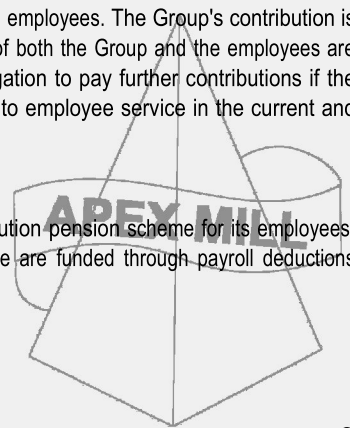 employees. The Group's contribution is
of both the Group and the employees are
gation to pay further contributions if the
to employee service in the current and
APEX MILL
ution pension scheme for its employees
e are funded through payroll deductions